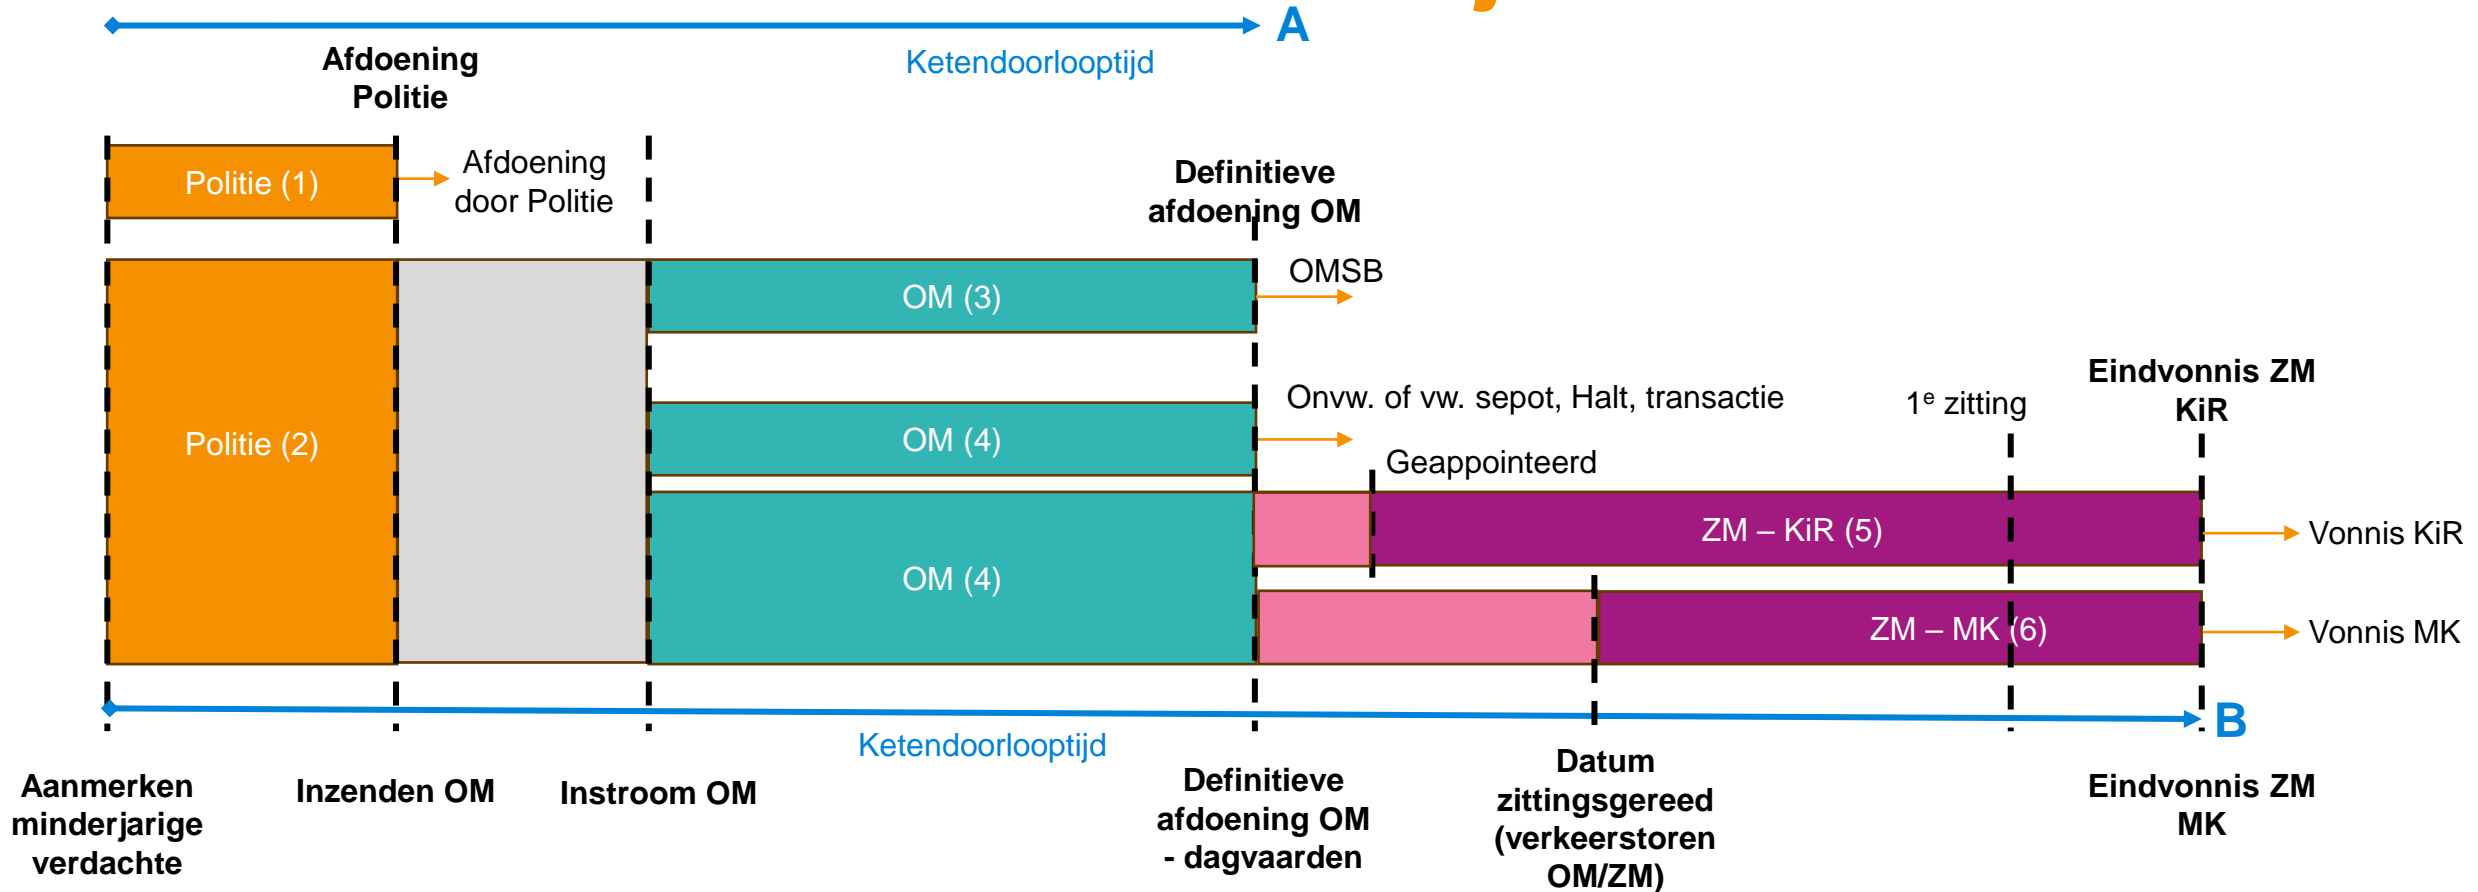 A
Ketendoorlooptijd
Afdoening
Politie
Politie (1)
Afdoening
door Politie
Definitieve
afdoening OM
OM (3)
OMSB
Politie (2)
OM (4)
Onvw. of vw. sepot, Halt, transactie
Geappointeerd
1e zitting
Eindvonnis ZM
KiR
ZM – KiR (5)
Vonnis KiR
OM (4)
ZM – MK (6)
Vonnis MK
B
Ketendoorlooptijd
Aanmerken
minderjarige
verdachte
Inzenden OM
Instroom OM
Definitieve
afdoening OM
- dagvaarden
Datum
zittingsgereed
(verkeerstoren
OM/ZM)
Eindvonnis ZM
MK